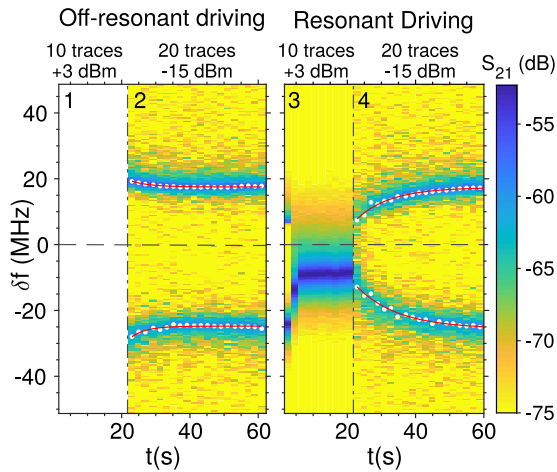 Off-resonant driving Resonant Driving
10 traces 20 traces 10 traces 20 traces
+3 dBm -15 dBm +3 dBm -15 dBm
S21 (dB)
1 2 3 4
40
20
0
-20
-40
δf (MHz)
-55
-60
-65
-70
-75
20 40 60 20 40 60
t(s) t(s)